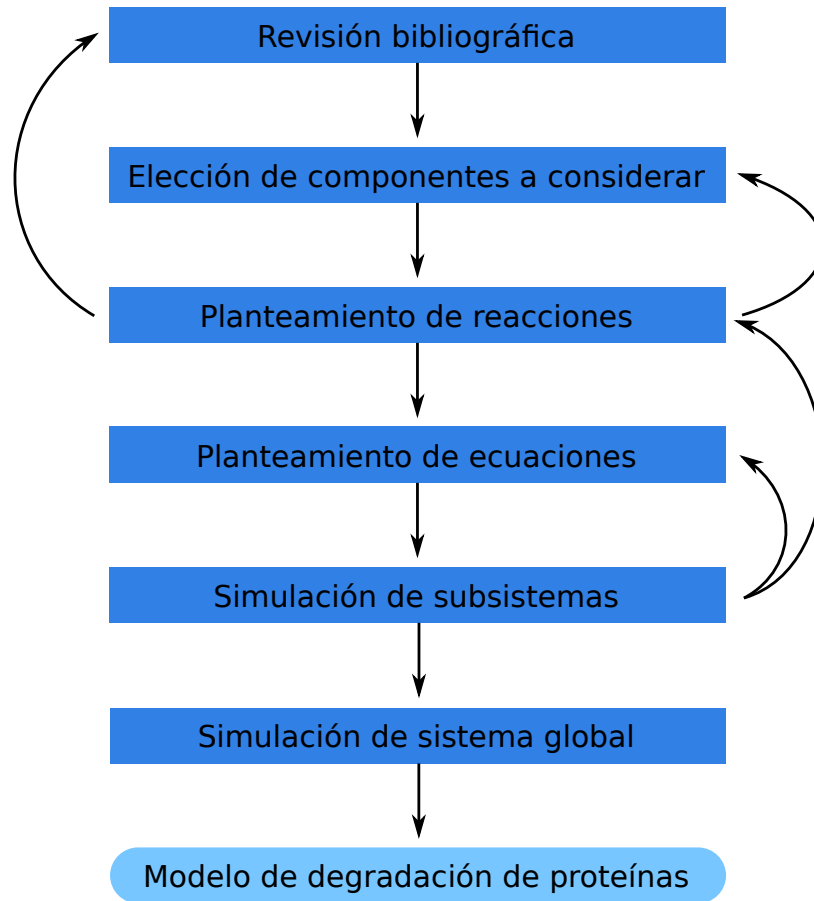 Revisión bibliográfica
Elección de componentes a considerar
Planteamiento de reacciones
Planteamiento de ecuaciones
Simulación de subsistemas
Simulación de sistema global
Modelo de degradación de proteínas